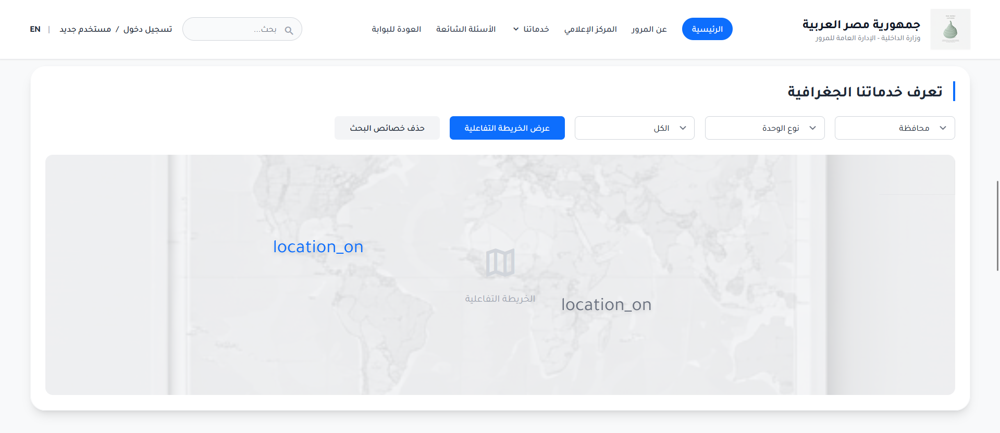 جمهورية مصر العربية
وزارة الداخلية - الإدارة العامة للمرور
الرئيسية
عن المرور
المركز الإعلامي
خدماتنا
الأسئلة الشائعة
العودة للبوابة
بحث...
تسجيل دخول / مستخدم جديد | EN
تعرف خدماتنا الجغرافية
محافظة
نوع الوحدة
الكل
عرض الخريطة التفاعلية
حذف خصائص البحث
location_on
الخريطة التفاعلية
location_on